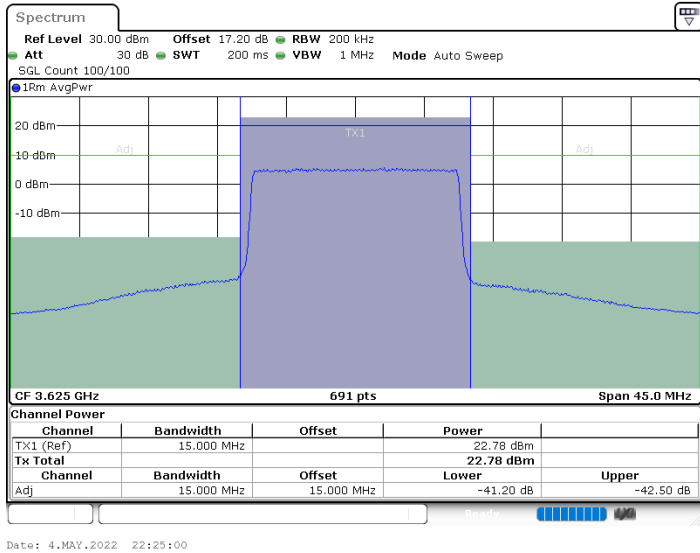 Spectrum
Ref Level 30.00 dBm Offset 17.20 dB RBW 200 kHz
Att 30 dB SWT 200 ms VBW 1 MHz Mode Auto Sweep
SGL Count 100/100
1Rm AvgPwr
20 dBm
TX1
Adj
Adj
10 dBm
0 dBm
-10 dBm
CF 3.625 GHz 691 pts Span 45.0 MHz
Channel Power
Channel Bandwidth Offset Power
TX1 (Ref) 15.000 MHz 22.78 dBm
Tx Total 22.78 dBm
Channel Bandwidth Offset Lower Upper
Adj 15.000 MHz 15.000 MHz -41.20 dB -42.50 dB
Ready
Date: 4.MAY.2022 22:25:00